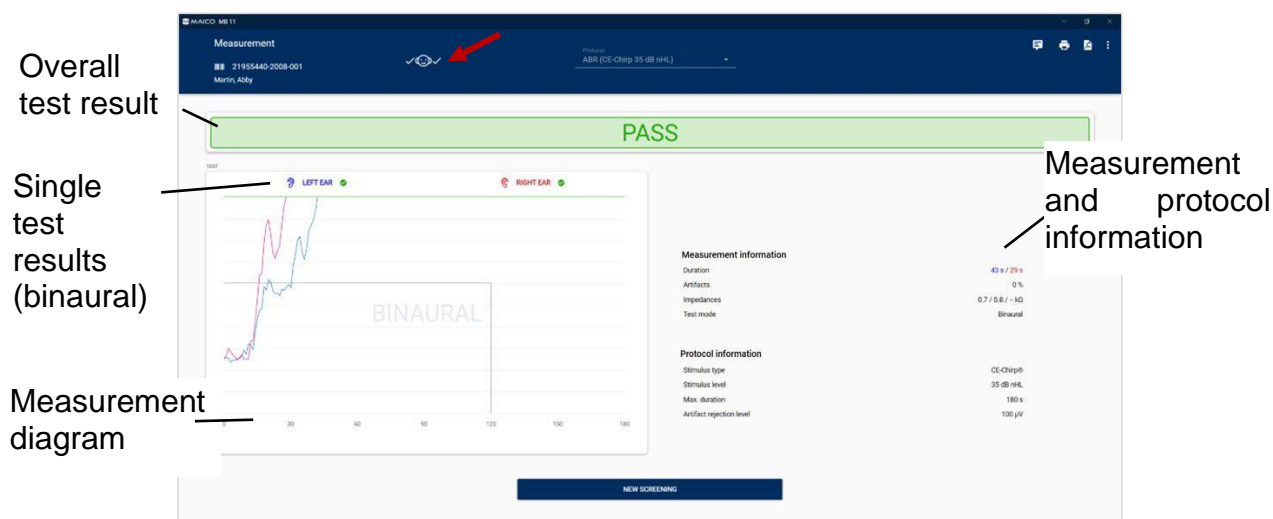 MAICO MB 11
Measurement
21955440-2008-001
Martin, Abby
Protocol
ABR (CE-Chirp 35 dB nHL)
Overall
test result
PASS
TEST
LEFT EAR
RIGHT EAR
Single
test
results
(binaural)
BINAURAL
Measurement
diagram
0 30 60 90 120 150 180
Measurement
and protocol
information
Measurement information
Duration 43 s / 29 s
Artifacts 0 %
Impedances 0.7 / 0.8 / – kΩ
Test mode Binaural
Protocol information
Stimulus type CE-Chirp®
Stimulus level 35 dB nHL
Max. duration 180 s
Artifact rejection level 100 µV
NEW SCREENING